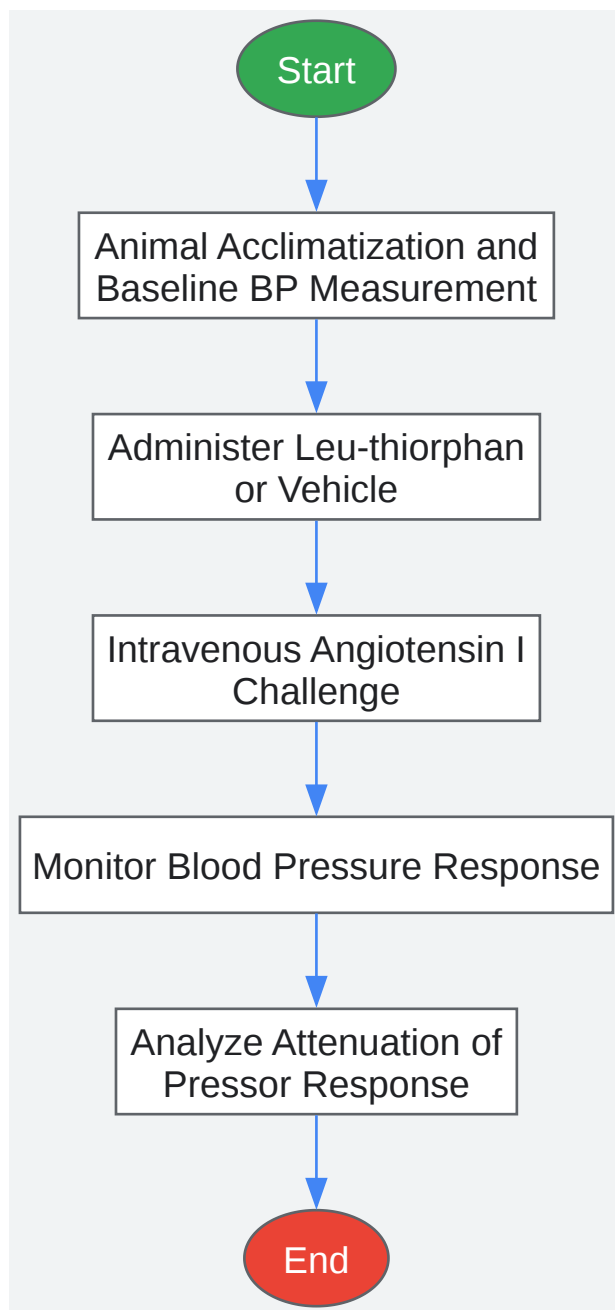 Start
Animal Acclimatization and
Baseline BP Measurement
Administer Leu-thiorphan
or Vehicle
Intravenous Angiotensin I
Challenge
Monitor Blood Pressure Response
Analyze Attenuation of
Pressor Response
End